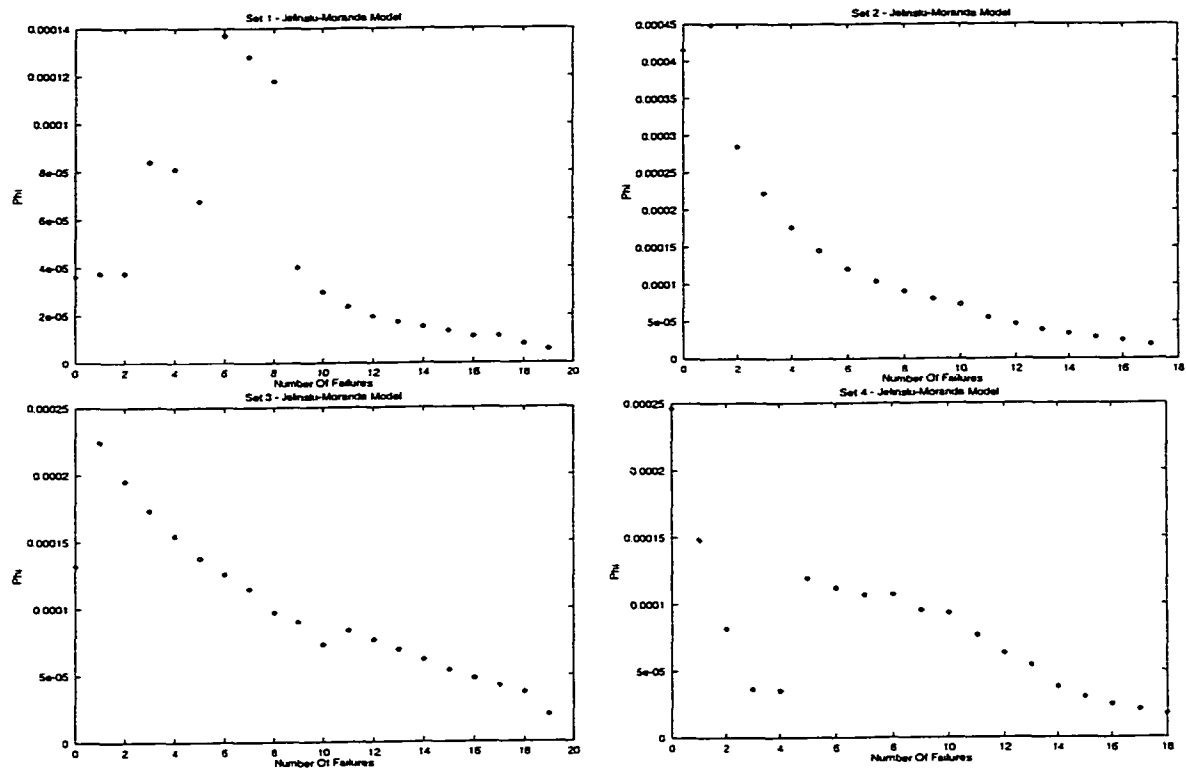 Set 1 - Jelinski-Moranda Model
0.00014
0.00012
0.0001
8e-05
6e-05
4e-05
2e-05
0
Phi
0 2 4 6 8 10 12 14 16 18 20
Number Of Failures
Set 2 - Jelinski-Moranda Model
0.00045
0.0004
0.00035
0.0003
0.00025
0.0002
0.00015
0.0001
5e-05
0
Phi
0 2 4 6 8 10 12 14 16 18
Number Of Failures
Set 3 - Jelinski-Moranda Model
0.00025
0.0002
0.00015
0.0001
5e-05
0
Phi
0 2 4 6 8 10 12 14 16 18 20
Number Of Failures
Set 4 - Jelinski-Moranda Model
0.00025
0.0002
0.00015
0.0001
5e-05
0
Phi
0 2 4 6 8 10 12 14 16 18
Number Of Failures